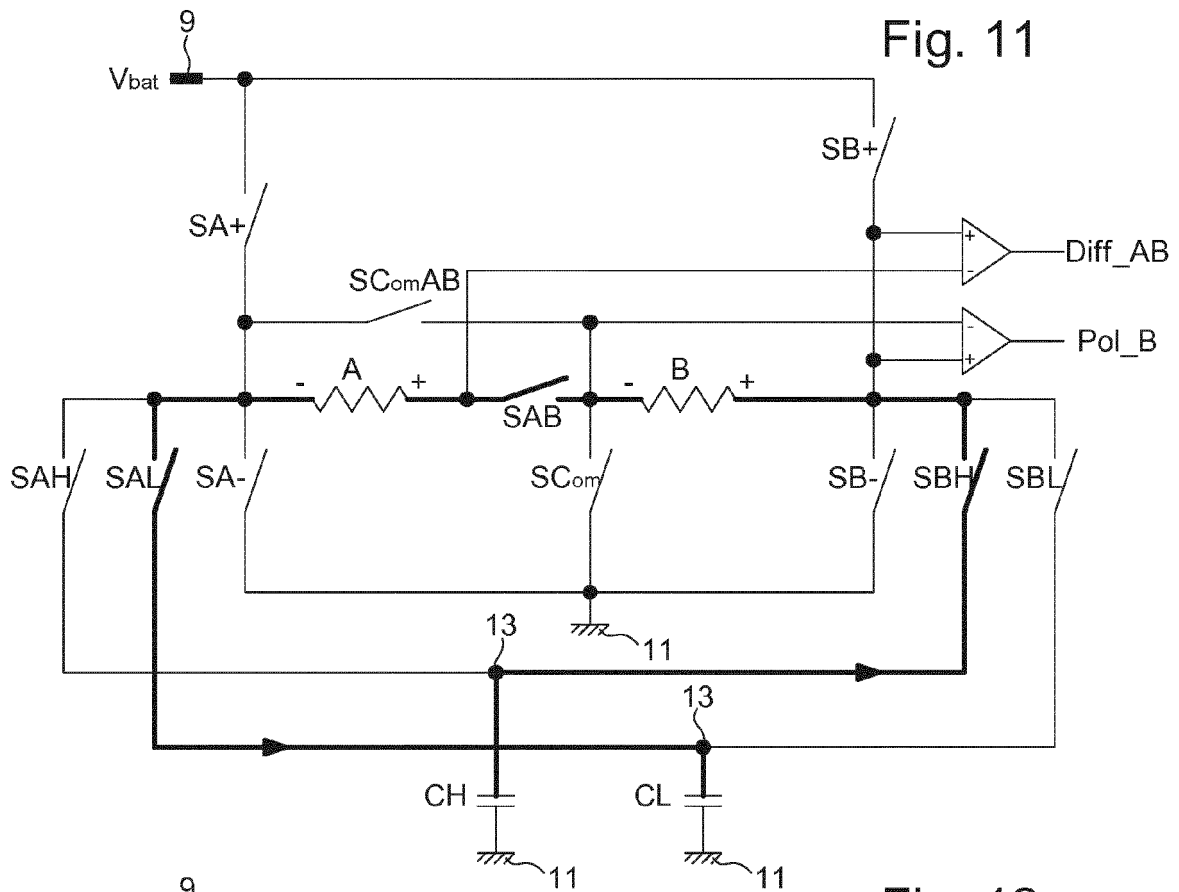 9
Fig. 11
Vbat
SB+
SA+
+
-
Diff_AB
SComAB
-
+
Pol_B
- A +
SAB
- B +
SAH
SAL
SA-
SCom
SB-
SBH
SBL
13
11
13
CH
CL
11
11
9